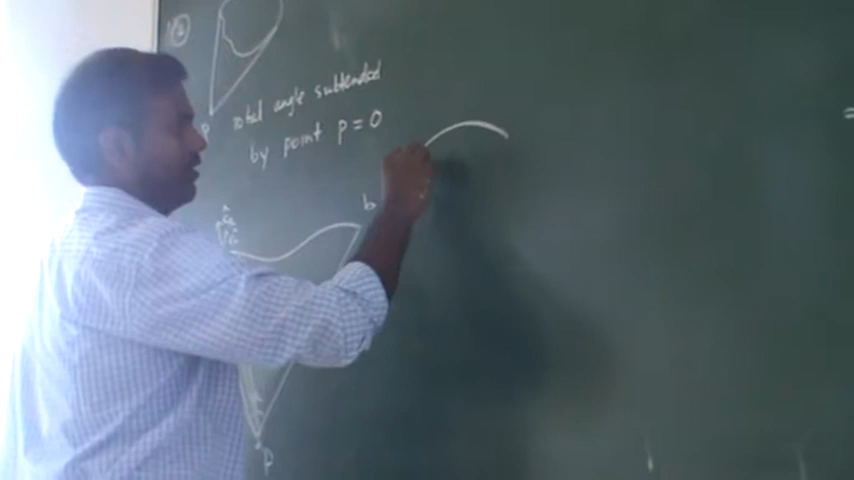 P
total angle subtended
by point P = 0
b
P
=